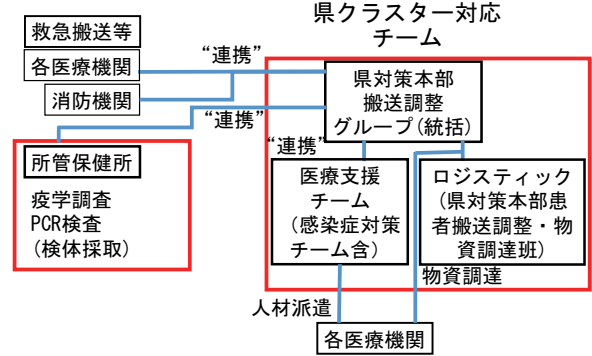 県クラスター対応
チーム
救急搬送等
各医療機関
消防機関
“連携”
“連携”
県対策本部
搬送調整
グループ(統括)
“連携”
所管保健所
疫学調査
PCR検査
(検体採取)
医療支援
チーム
(感染症対策
チーム含)
ロジスティック
(県対策本部患
者搬送調整・物
資調達班)
物資調達
人材派遣
各医療機関